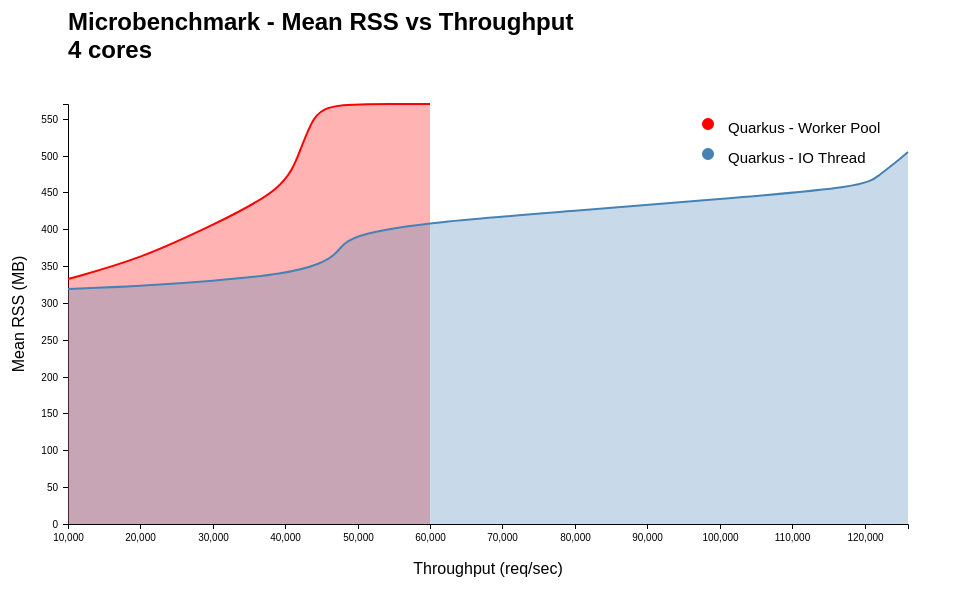 Microbenchmark - Mean RSS vs Throughput
4 cores
Quarkus - Worker Pool
Quarkus - IO Thread
Mean RSS (MB)
550
500
450
400
350
300
250
200
150
100
50
0
10,000 20,000 30,000 40,000 50,000 60,000 70,000 80,000 90,000 100,000 110,000 120,000
Throughput (req/sec)